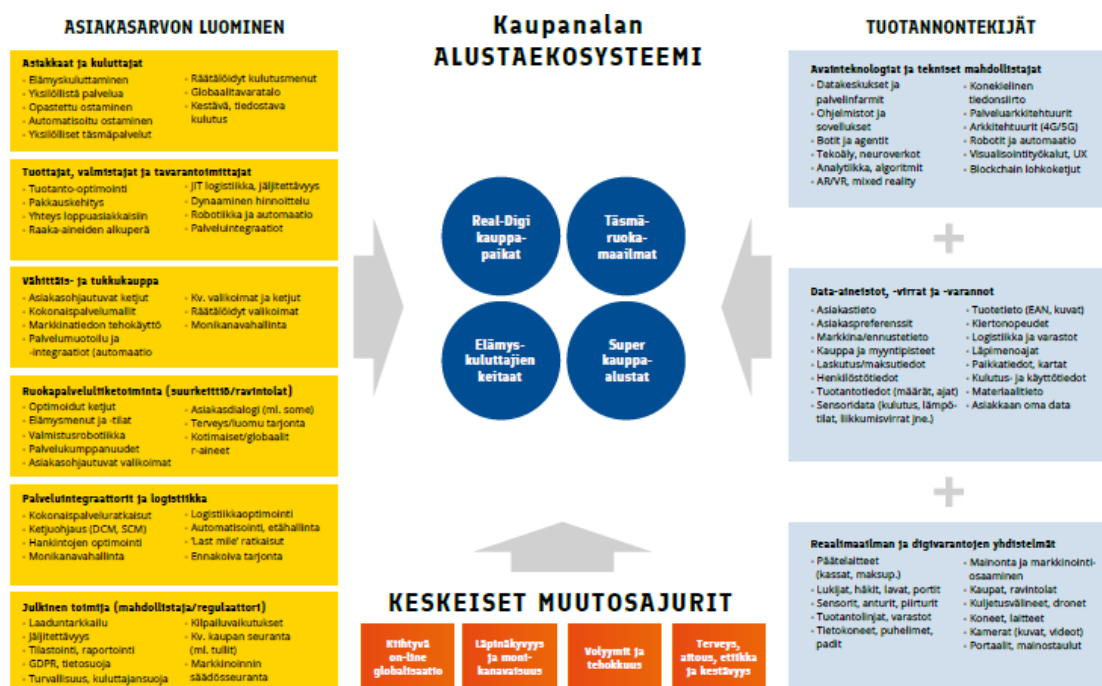 ASIAKASARVON LUOMINEN
Asiakkaat ja kuluttajat
- Elämyskuluttaminen
- Yksilöllistä palvelua
- Opastettu ostaminen
- Automatisoitu ostaminen
- Yksilölliset täsmäpalvelut
- Räätälöidyt kulutusmenut
- Globaalitavaratalo
- Kestävä, tiedostava
kulutus
Tuottajat, valmistajat ja tavarantoimittajat
- Tuotanto-optimointi
- Pakkauskehitys
- Yhteys loppuasiakkaisiin
- Raaka-aineiden alkuperä
- JIT logistiikka, jäljitettävyys
- Dynaaminen hinnoittelu
- Robotiikka ja automaatio
- Palveluintegraatiot
Vähittäis- ja tukkukauppa
- Asiakasohjautuvat ketjut
- Kokonaispalvelumallit
- Markkinatiedon tehokäyttö
- Palvelumuotoilu ja
-integraatiot (automaatio
- Kv. valikoimat ja ketjut
- Räätälöidyt valikoimat
- Monikanavahallinta
Ruokapalveluliiketoiminta (suurkeittiö/ravintolat)
- Optimoidut ketjut
- Elämysmenut ja -tilat
- Valmistusrobotiikka
- Palvelukumppanuudet
- Asiakasohjautuvat valikoimat
- Asiakasdialogi (ml. some)
- Terveys/luomu tarjonta
- Kotimaiset/globaalit
r-aineet
Palveluintegraattorit ja logistiikka
- Kokonaispalveluratkaisut
- Ketjuohjaus (DCM, SCM)
- Hankintojen optimointi
- Monikanavahallinta
- Logistiikkaoptimointi
- Automatisointi, etähallinta
- 'Last mile' ratkaisut
- Ennakoiva tarjonta
Julkinen toimija (mahdollistaja/regulaattori)
- Laaduntarkkailu
- Jäljitettävyys
- Tilastointi, raportointi
- GDPR, tietosuoja
- Turvallisuus, kuluttajansuoja
- Kilpailuvaikutukset
- Kv. kaupan seuranta
(ml. tullit)
- Markkinoinnin
säädösseuranta
Kaupanalan
ALUSTAEKOSYSTEEMI
Real-Digi
kauppa-
paikat
Täsmä-
ruoka-
maailmat
Elämys-
kuluttajien
keitaat
Super
kauppa-
alustat
KESKEISET MUUTOSAJURIT
Kiihtyvä
on-line
globalisaatio
Läpinäkyvyys
ja moni-
kanavaisuus
Volyymit ja
tehokkuus
Terveys,
aitous, etiikka
ja kestävyys
TUOTANNONTEKIJÄT
Avainteknologiat ja tekniset mahdollistajat
- Datakeskukset ja
palvelinfarmit
- Ohjelmistot ja
sovellukset
- Botit ja agentit
- Tekoäly, neuroverkot
- Analytiikka, algoritmit
- AR/VR, mixed reality
- Konekielinen
tiedonsiirto
- Palveluarkkitehtuurit
- Arkkitehtuurit (4G/5G)
- Robotit ja automaatio
- Visualisointityökalut, UX
- Blockchain lohkoketjut
+
Data-aineistot, -virrat ja -varannot
- Asiakastieto
- Asiakaspreferenssit
- Markkina/ennustetieto
- Kauppa ja myyntipisteet
- Laskutus/maksutiedot
- Henkilöstötiedot
- Tuotantotiedot (määrät, ajat)
- Sensoridata (kulutus, lämpö-
tilat, liikkumisvirrat jne.)
- Tuotetieto (EAN, kuvat)
- Kiertonopeudet
- Logistiikka ja varastot
- Läpimenoajat
- Paikkatiedot, kartat
- Kulutus- ja käyttötiedot
- Materiaalitieto
- Asiakkaan oma data
+
Reaalimaailman ja digivarantojen yhdistelmät
- Päätelaitteet
(kassat, maksup.)
- Lukijat, häkit, lavat, portit
- Sensorit, anturit, piirturit
- Tuotantolinjat, varastot
- Tietokoneet, puhelimet,
padit
- Mainonta ja markkinointi-
osaaminen
- Kaupat, ravintolat
- Kuljetusvälineet, dronet
- Koneet, laitteet
- Kamerat (kuvat, videot)
- Portaalit, mainostaulut